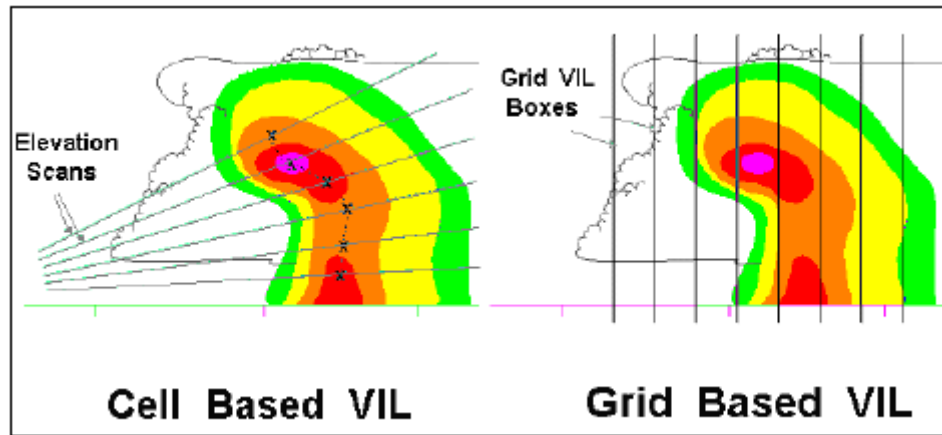 Elevation
Scans
Cell Based VIL
Grid VIL
Boxes
Grid Based VIL